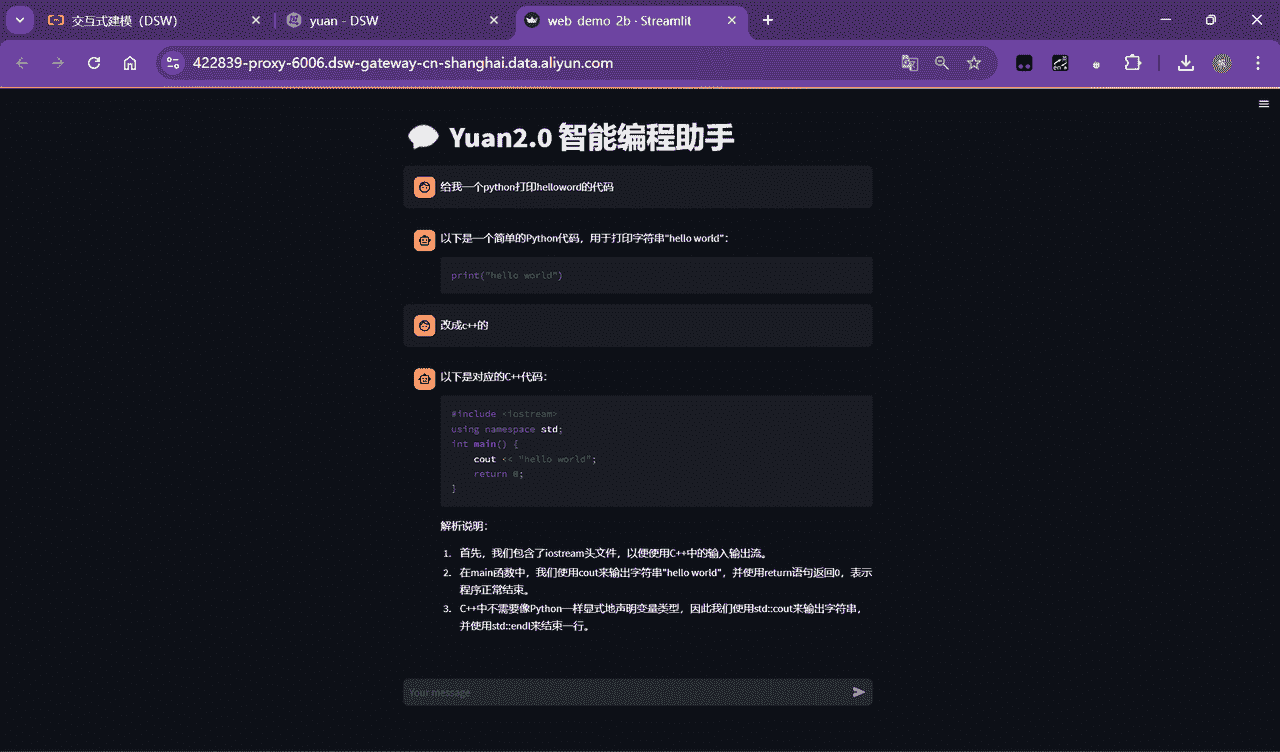 交互式建模（DSW）
yuan - DSW
web_demo_2b · Streamlit
422839-proxy-6006.dsw-gateway-cn-shanghai.data.aliyun.com
Yuan2.0 智能编程助手
给我一个python打印helloword的代码
以下是一个简单的Python代码，用于打印字符串"hello world"：
print("hello world")
改成c++的
以下是对应的C++代码：
#include <iostream>
using namespace std;
int main() {
    cout << "hello world";
    return 0;
}
解析说明：
1. 首先，我们包含了iostream头文件，以便使用C++中的输入输出流。
2. 在main函数中，我们使用cout来输出字符串"hello world"，并使用return语句返回0，表示
程序正常结束。
3. C++中不需要像Python一样显式地声明变量类型，因此我们使用std::cout来输出字符串，
并使用std::endl来结束一行。
Your message